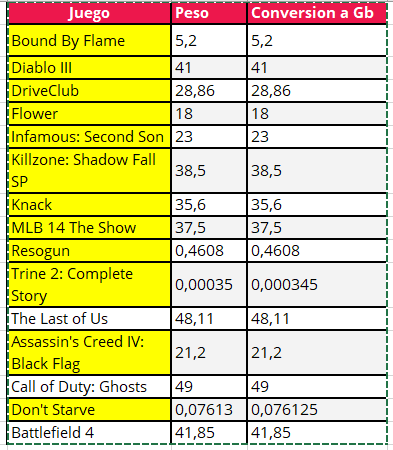 Juego Peso Conversion a Gb
Bound By Flame 5,2 5,2
Diablo III 41 41
DriveClub 28,86 28,86
Flower 18 18
Infamous: Second Son 23 23
Killzone: Shadow Fall
SP 38,5 38,5
Knack 35,6 35,6
MLB 14 The Show 37,5 37,5
Resogun 0,4608 0,4608
Trine 2: Complete
Story 0,00035 0,000345
The Last of Us 48,11 48,11
Assassin's Creed IV:
Black Flag 21,2 21,2
Call of Duty: Ghosts 49 49
Don't Starve 0,07613 0,076125
Battlefield 4 41,85 41,85